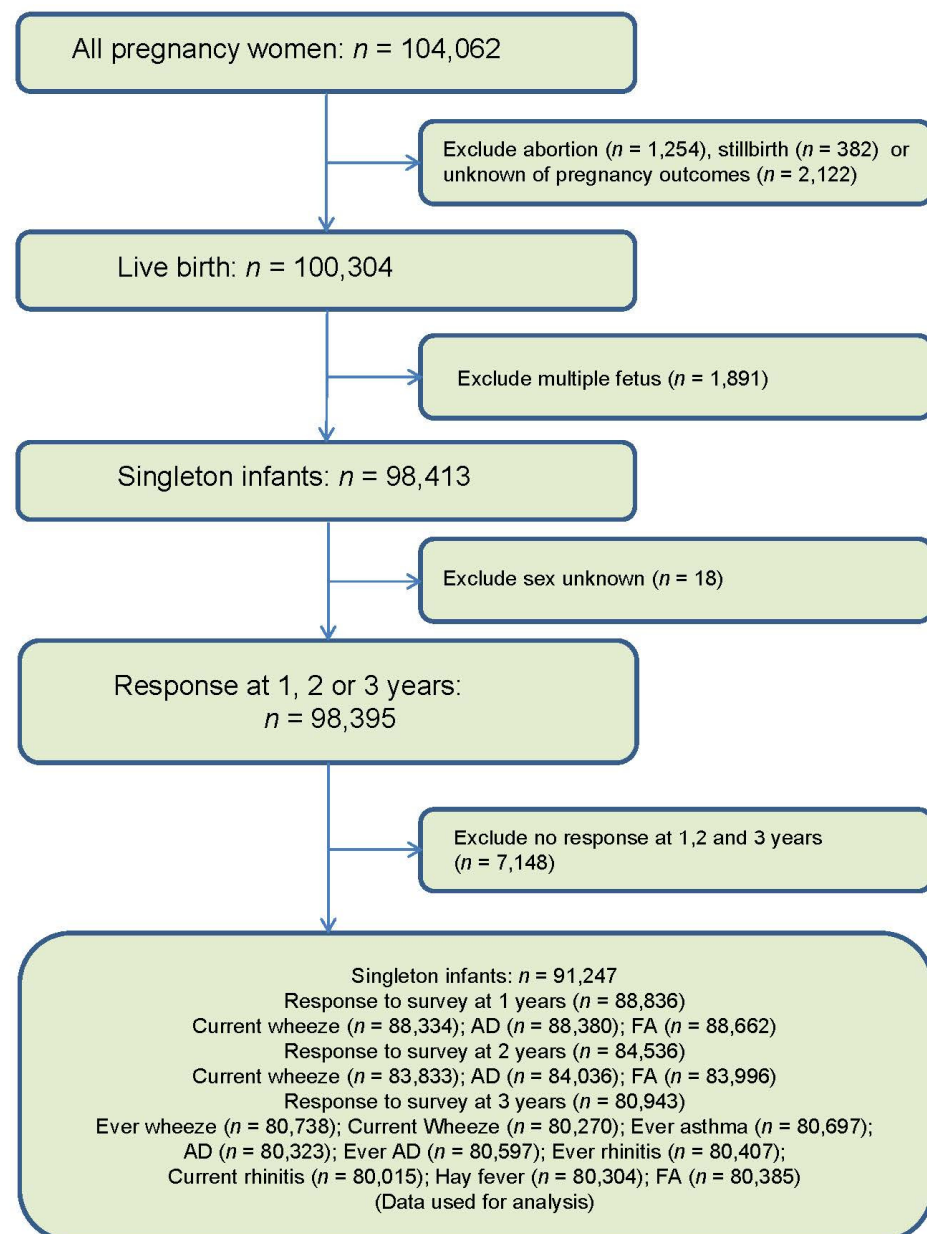 All pregnancy women: n = 104,062
Exclude abortion (n = 1,254), stillbirth (n = 382) or
unknown of pregnancy outcomes (n = 2,122)
Live birth: n = 100,304
Exclude multiple fetus (n = 1,891)
Singleton infants: n = 98,413
Exclude sex unknown (n = 18)
Response at 1, 2 or 3 years:
n = 98,395
Exclude no response at 1,2 and 3 years
(n = 7,148)
Singleton infants: n = 91,247
Response to survey at 1 years (n = 88,836)
Current wheeze (n = 88,334); AD (n = 88,380); FA (n = 88,662)
Response to survey at 2 years (n = 84,536)
Current wheeze (n = 83,833); AD (n = 84,036); FA (n = 83,996)
Response to survey at 3 years (n = 80,943)
Ever wheeze (n = 80,738); Current Wheeze (n = 80,270); Ever asthma (n = 80,697);
AD (n = 80,323); Ever AD (n = 80,597); Ever rhinitis (n = 80,407);
Current rhinitis (n = 80,015); Hay fever (n = 80,304); FA (n = 80,385)
(Data used for analysis)